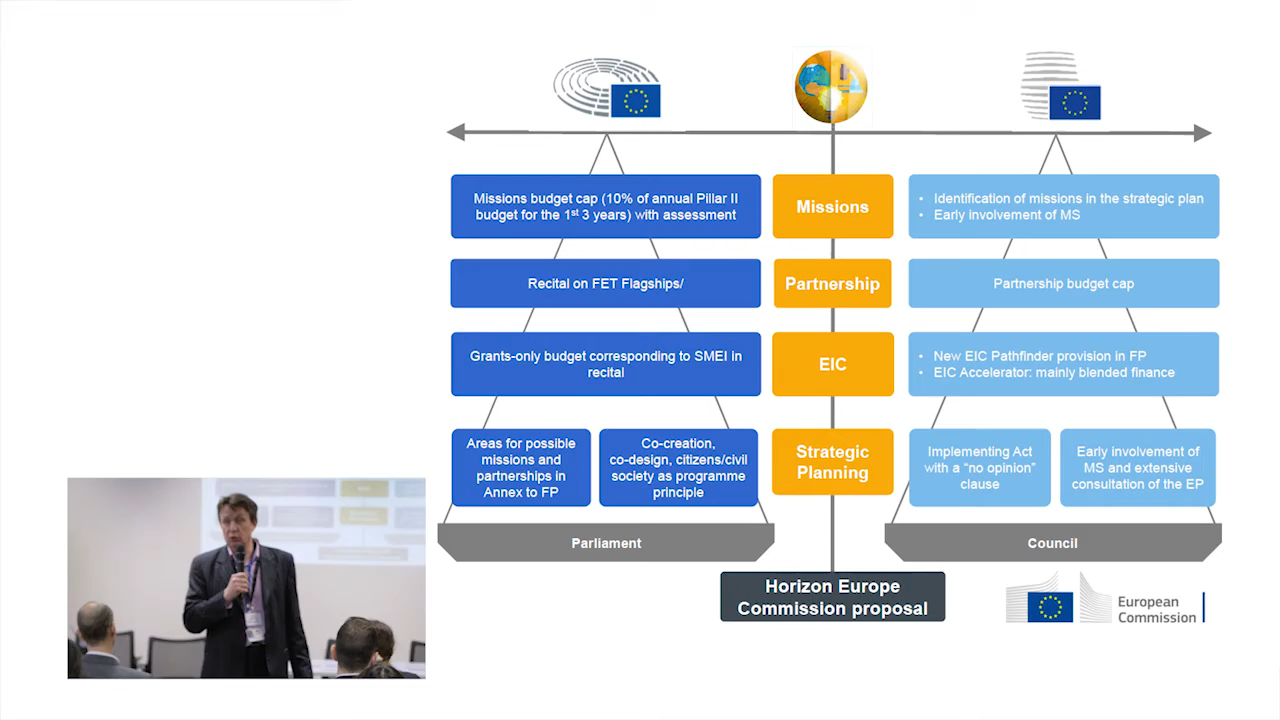 Missions budget cap (10% of annual Pillar II
budget for the 1st 3 years) with assessment
Missions
• Identification of missions in the strategic plan
• Early involvement of MS
Recital on FET Flagships/
Partnership
Partnership budget cap
Grants-only budget corresponding to SMEI in
recital
EIC
• New EIC Pathfinder provision in FP
• EIC Accelerator: mainly blended finance
Areas for possible
missions and
partnerships in
Annex to FP
Co-creation,
co-design, citizens/civil
society as programme
principle
Strategic
Planning
Implementing Act
with a “no opinion”
clause
Early involvement of
MS and extensive
consultation of the EP
Parliament
Council
Horizon Europe
Commission proposal
European
Commission